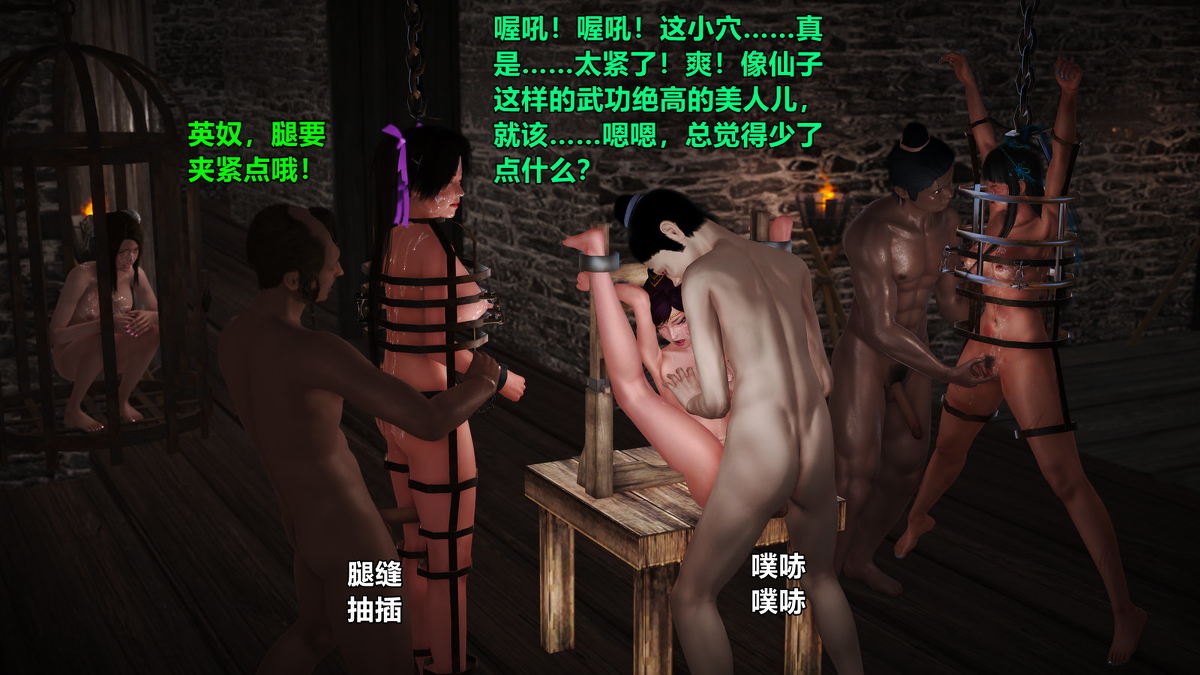 喔吼！喔吼！这小穴……真
是……太紧了！爽！像仙子
这样的武功绝高的美人儿，
就该……嗯嗯，总觉得少了
点什么？
英奴，腿要
夹紧点哦！
腿缝
抽插
噗哧
噗哧